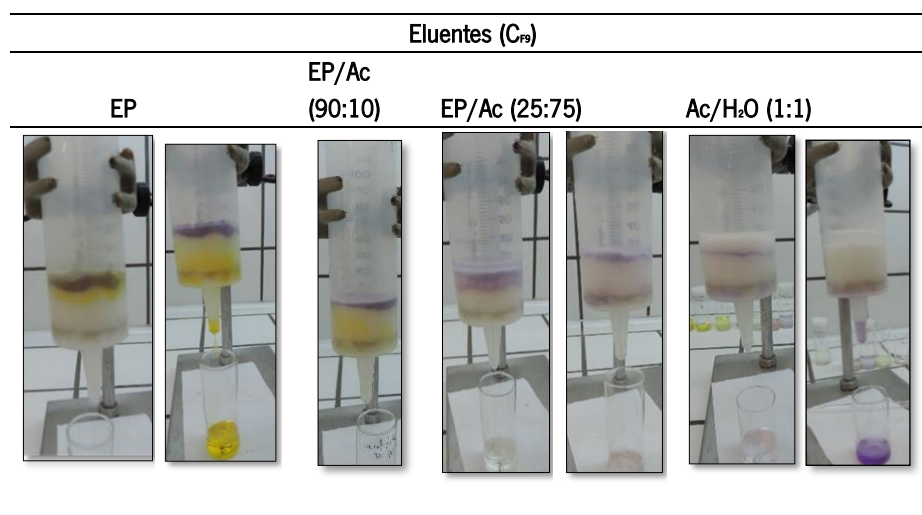 Eluentes (CF9)
EP/Ac
EP (90:10) EP/Ac (25:75) Ac/H₂O (1:1)